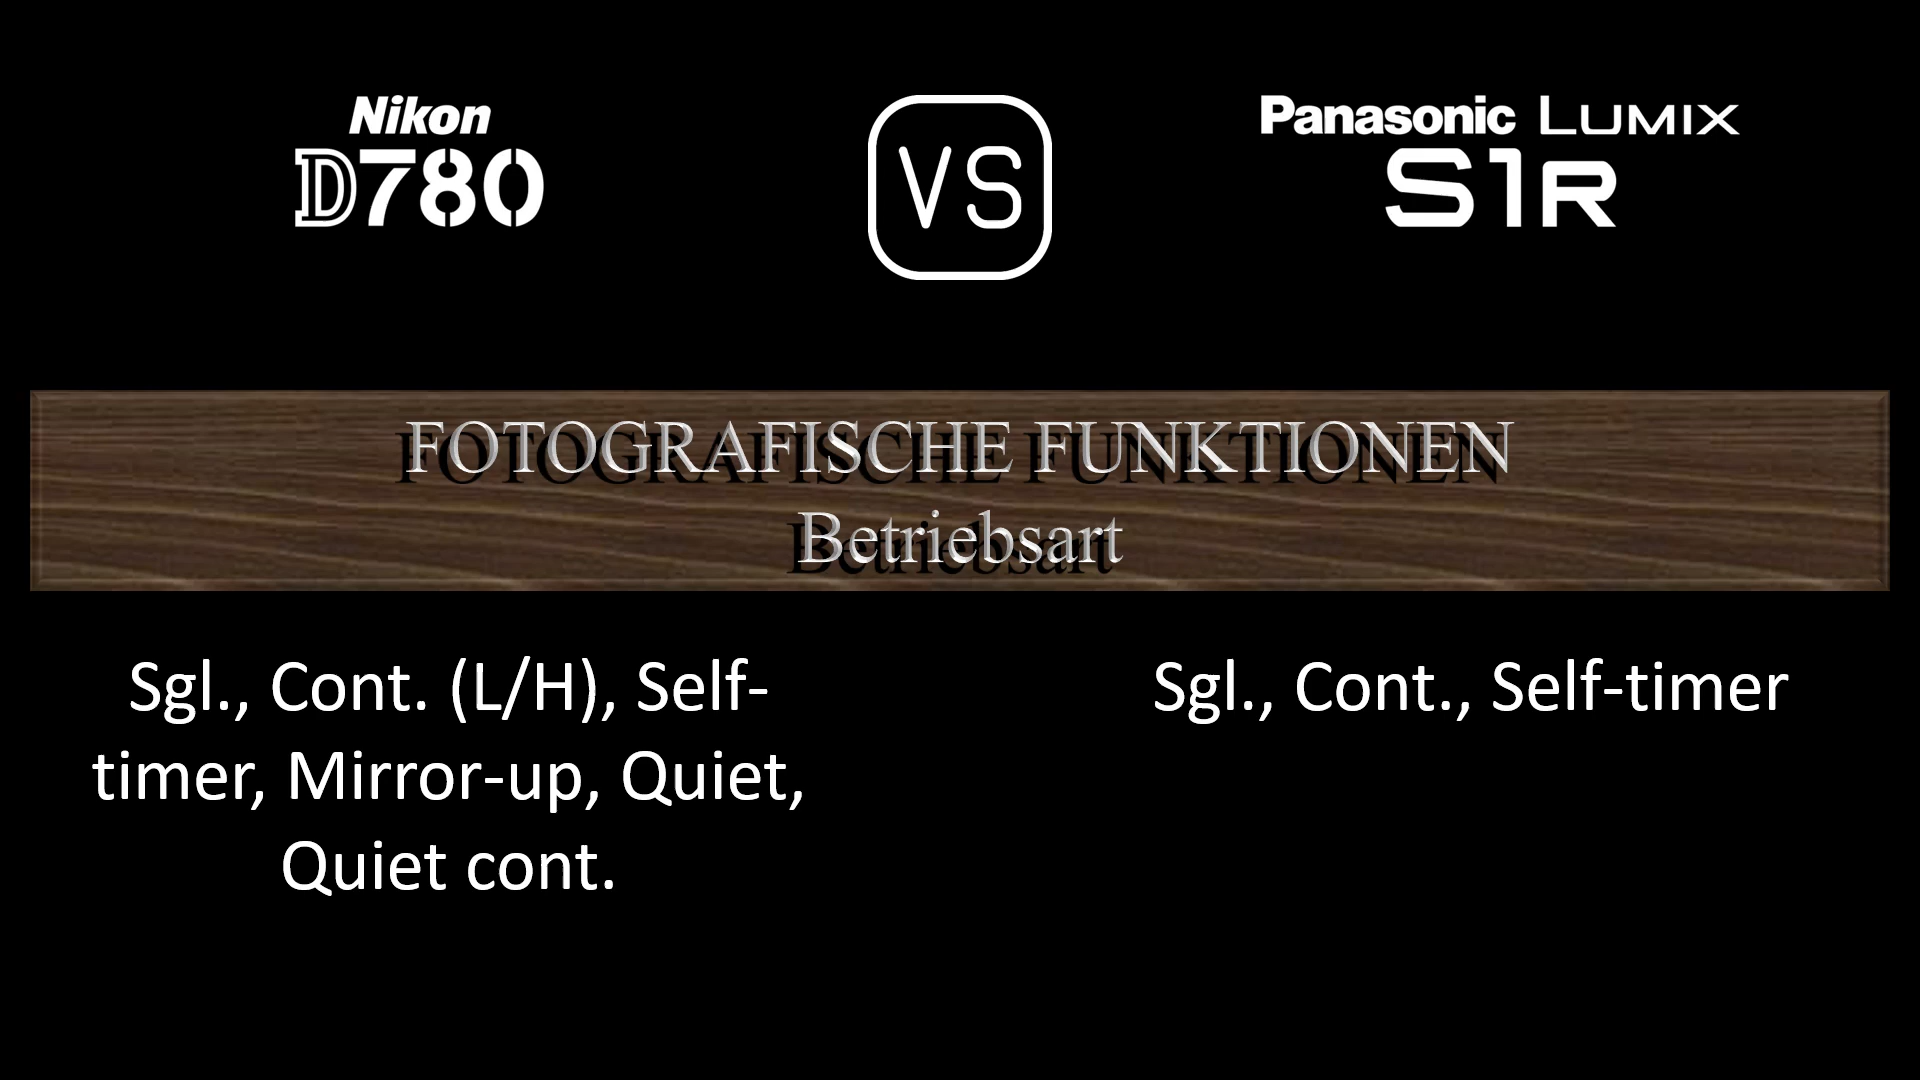 Nikon
D780
VS
Panasonic LUMIX
S1R
FOTOGRAFISCHE FUNKTIONEN
Betriebsart
Sgl., Cont. (L/H), Self-
timer, Mirror-up, Quiet,
Quiet cont.
Sgl., Cont., Self-timer